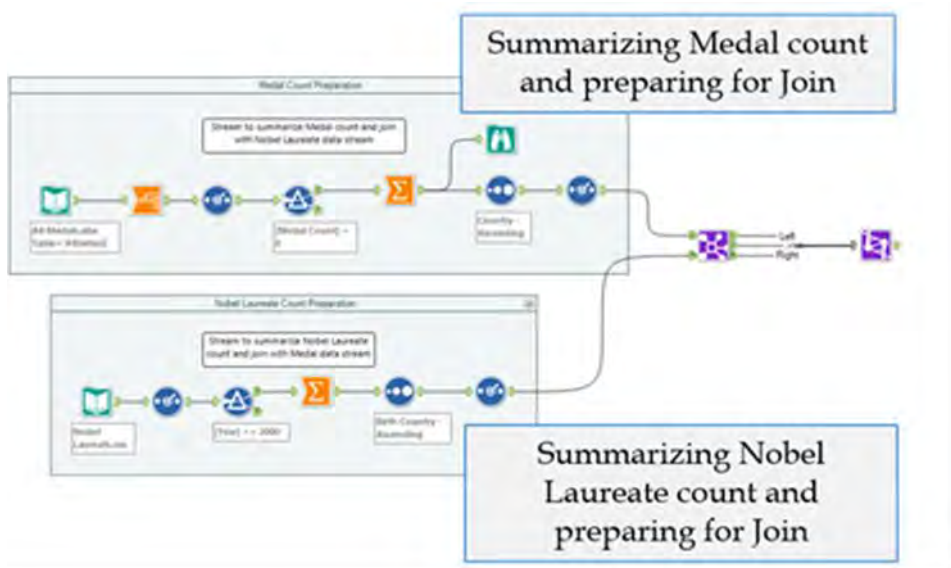 Summarizing Medal count
and preparing for Join
Medal Count Preparation
Stream to summarize Medal count and join
with Nobel Laureate data stream
[Medal Count] =
Country -
Ascending
Left
Right
Nobel Laureate Count Preparation
Stream to summarize Nobel Laureate
count and join with Medal data stream
Nobel
Birth Country -
Ascending
Summarizing Nobel
Laureate count and
preparing for Join